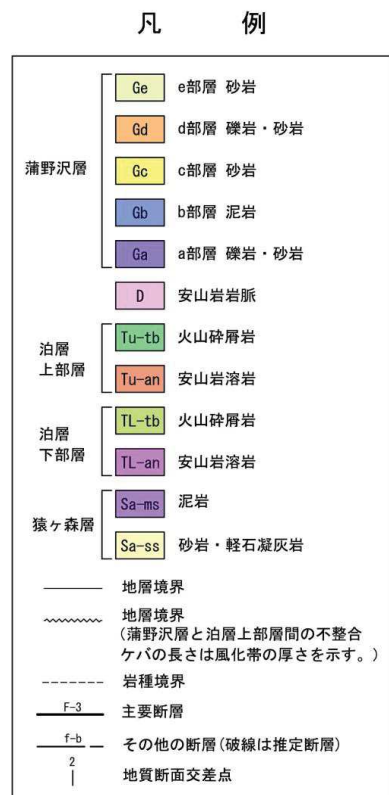 凡 例
Ge e部層 砂岩
Gd d部層 礫岩・砂岩
蒲野沢層 Gc c部層 砂岩
Gb b部層 泥岩
Ga a部層 礫岩・砂岩
D 安山岩岩脈
泊層
上部層
Tu-tb 火山砕屑岩
Tu-an 安山岩溶岩
泊層
下部層
TL-tb 火山砕屑岩
TL-an 安山岩溶岩
猿ヶ森層
Sa-ms 泥岩
Sa-ss 砂岩・軽石凝灰岩
地層境界
地層境界
(蒲野沢層と泊層上部層間の不整合
ケバの長さは風化帯の厚さを示す。)
岩種境界
F-3 主要断層
f-b その他の断層(破線は推定断層)
2 地質断面交差点